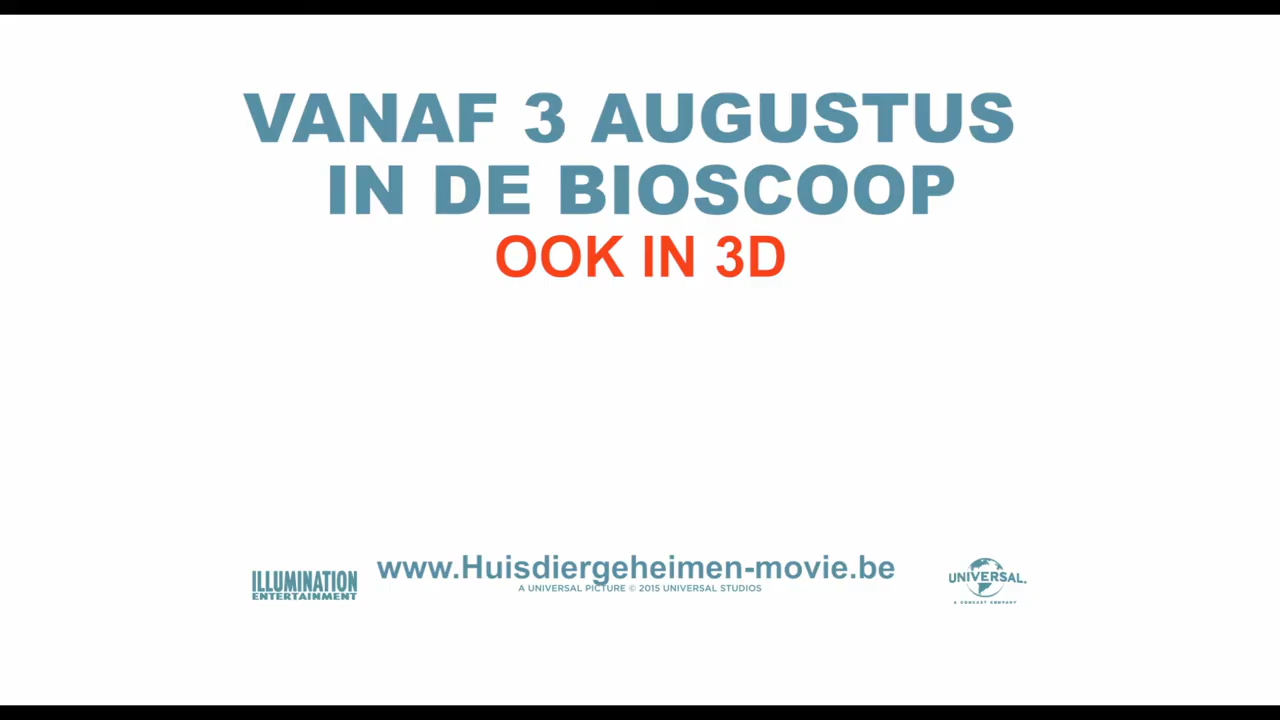 VANAF 3 AUGUSTUS
IN DE BIOSCOOP
OOK IN 3D
www.Huisdiergeheimen-movie.be
A UNIVERSAL PICTURE © 2015 UNIVERSAL STUDIOS
ILLUMINATION
ENTERTAINMENT
UNIVERSAL
A COMCAST COMPANY